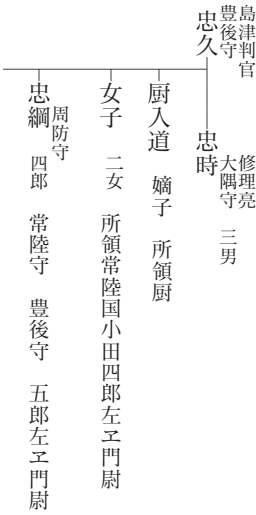 島津判官
豊後守
忠久
修理亮
大隅守 三男
忠時
厨入道 嫡子 所領厨
女子 二女 所領常陸国小田四郎左ヱ門尉
周防守
忠綱 四郎 常陸守 豊後守 五郎左ヱ門尉